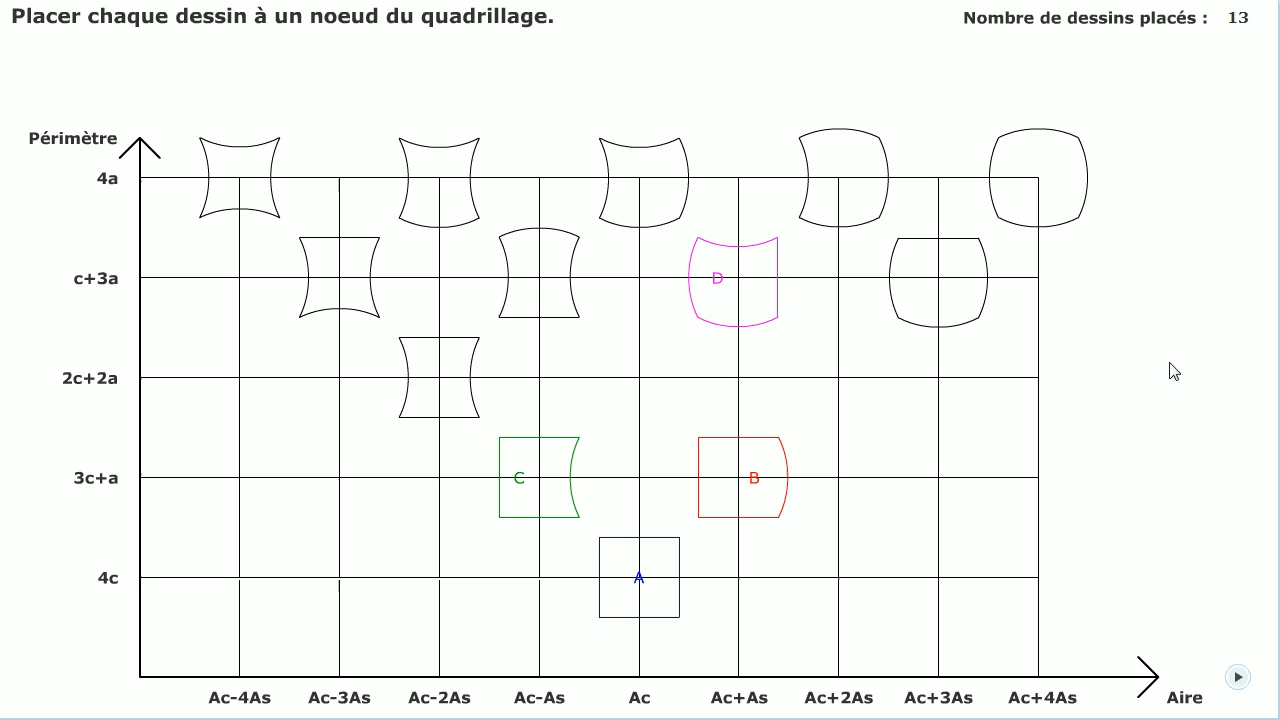 Placer chaque dessin à un noeud du quadrillage.
Nombre de dessins placés : 13
Périmètre
4a
c+3a
D
2c+2a
3c+a
C
B
4c
A
Ac-4As Ac-3As Ac-2As Ac-As Ac Ac+As Ac+2As Ac+3As Ac+4As Aire